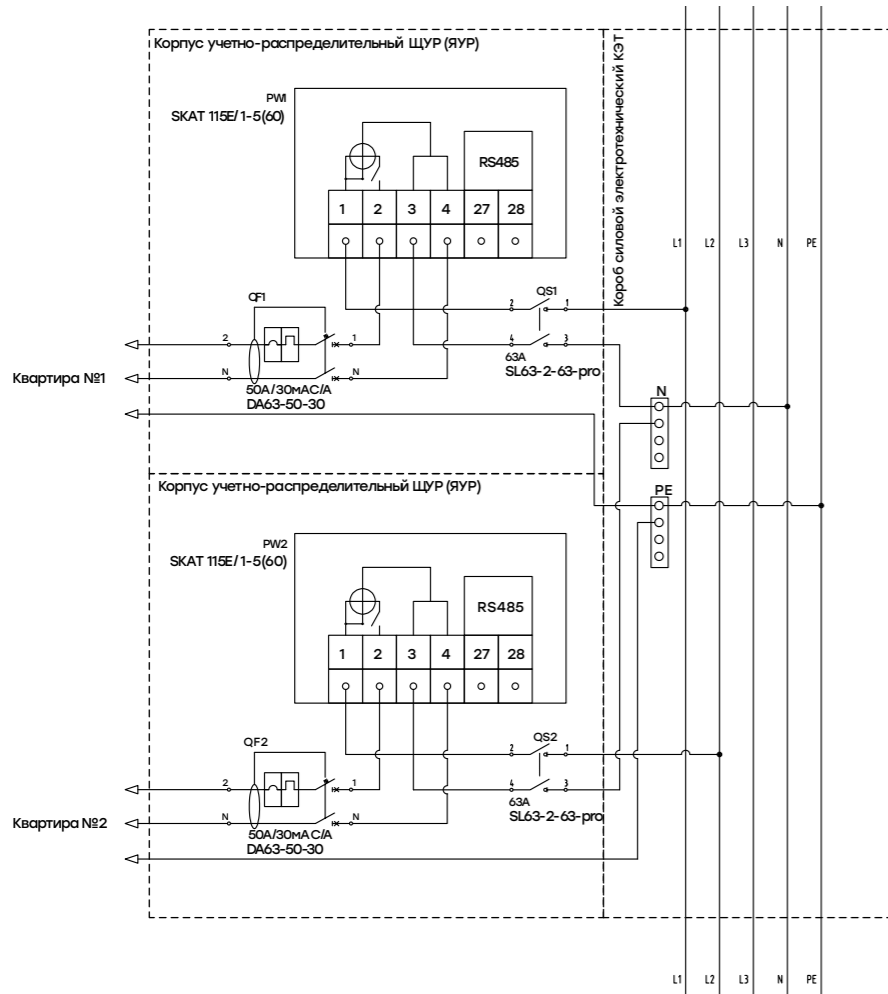 Корпус учетно-распределительный ЩУР (ЯУР)
Короб силовой электротехнический КЭТ
PW1
SKAT 115E/1-5(60)
RS485
1 2 3 4 27 28
L1 L2 L3 N PE
QF1
QS1
2 1
2 1
4 3
63A
SL63-2-63-pro
N N
Квартира №1
50А/30мАС/А
DA63-50-30
N
Корпус учетно-распределительный ЩУР (ЯУР)
PE
PW2
SKAT 115E/1-5(60)
RS485
1 2 3 4 27 28
QF2
QS2
2 1
2 1
4 3
63A
SL63-2-63-pro
N N
Квартира №2
50А/30мАС/А
DA63-50-30
L1 L2 L3 N PE